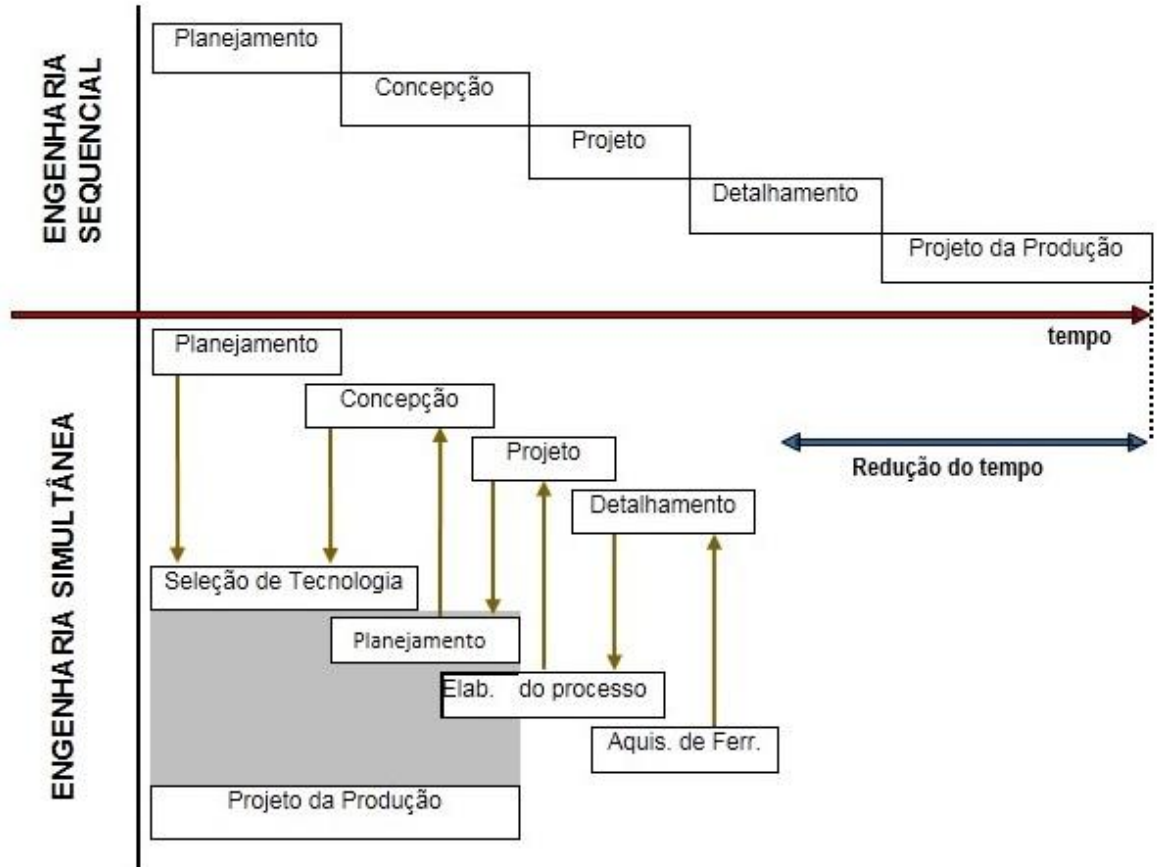 ENGENHARIA
SEQUENCIAL
Planejamento
Concepção
Projeto
Detalhamento
Projeto da Produção
tempo
ENGENHARIA SIMULTÂNEA
Planejamento
Concepção
Projeto
Detalhamento
Redução do tempo
Seleção de Tecnologia
Planejamento
Elab. do processo
Aquis. de Ferr.
Projeto da Produção